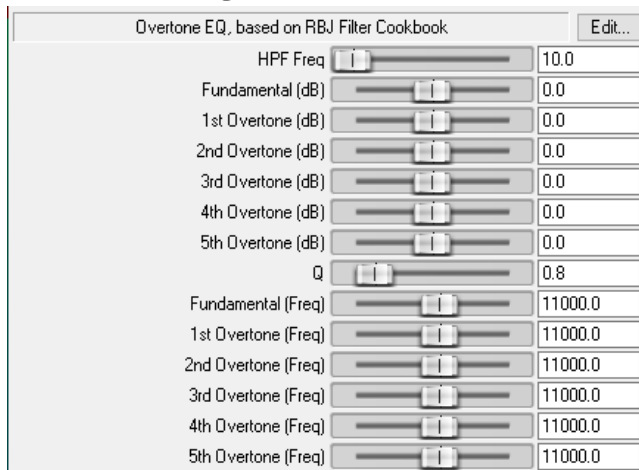 Overtone EQ, based on RBJ Filter Cookbook Edit...
HPF Freq 10.0
Fundamental (dB) 0.0
1st Overtone (dB) 0.0
2nd Overtone (dB) 0.0
3rd Overtone (dB) 0.0
4th Overtone (dB) 0.0
5th Overtone (dB) 0.0
Q 0.8
Fundamental (Freq) 11000.0
1st Overtone (Freq) 11000.0
2nd Overtone (Freq) 11000.0
3rd Overtone (Freq) 11000.0
4th Overtone (Freq) 11000.0
5th Overtone (Freq) 11000.0